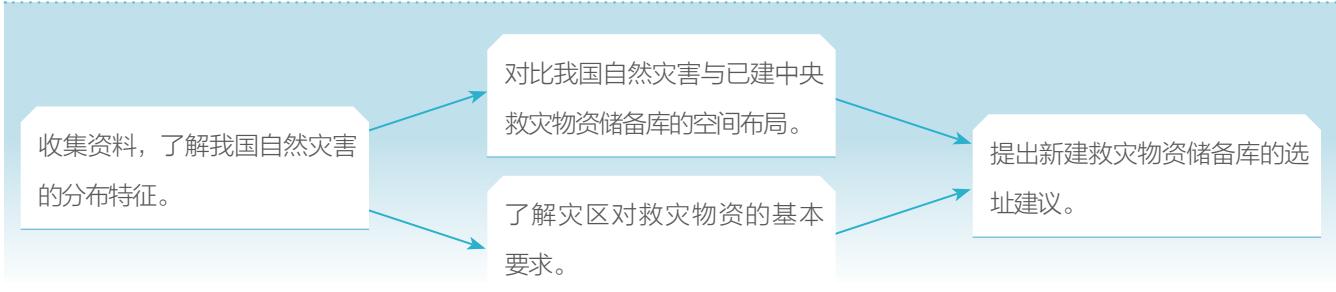 收集资料，了解我国自然灾害
的分布特征。
对比我国自然灾害与已建中央
救灾物资储备库的空间布局。
了解灾区对救灾物资的基本
要求。
提出新建救灾物资储备库的选
址建议。